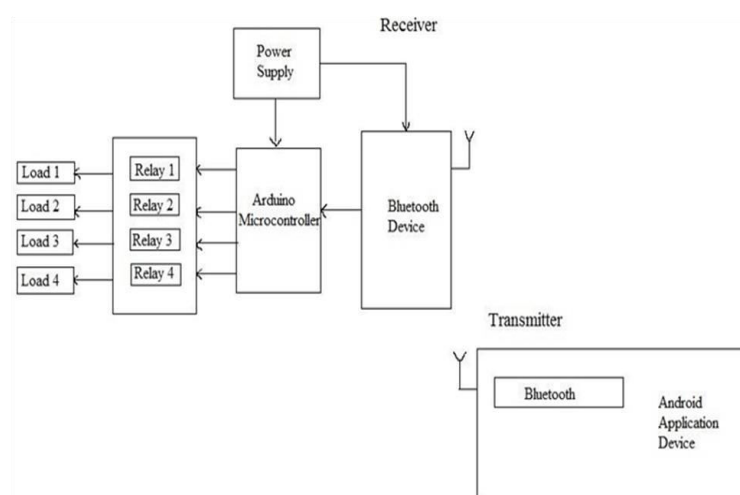 Receiver
Power
Supply
Load 1
Load 2
Load 3
Load 4
Relay 1
Relay 2
Relay 3
Relay 4
Arduino
Microcontroller
Bluetooth
Device
Transmitter
Bluetooth
Android
Application
Device